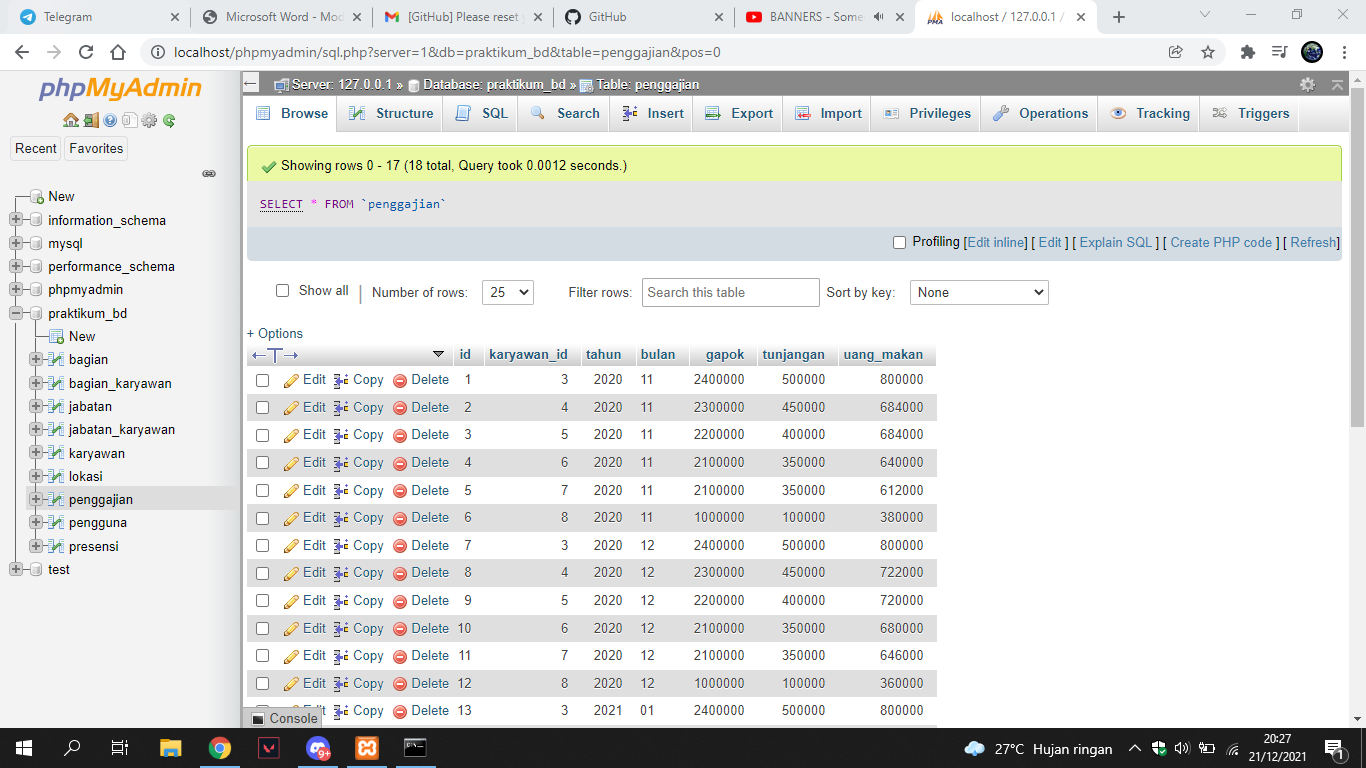 Telegram
Microsoft Word - Mod
[GitHub] Please reset
GitHub
BANNERS - Some
localhost / 127.0.0.1 /
localhost/phpmyadmin/sql.php?server=1&db=praktikum_bd&table=penggajian&pos=0
phpMyAdmin
Recent Favorites
New
information_schema
mysql
performance_schema
phpmyadmin
praktikum_bd
New
bagian
bagian_karyawan
jabatan
jabatan_karyawan
karyawan
lokasi
penggajian
pengguna
presensi
test
Server: 127.0.0.1 » Database: praktikum_bd » Table: penggajian
Browse Structure SQL Search Insert Export Import Privileges Operations Tracking Triggers
Showing rows 0 - 17 (18 total, Query took 0.0012 seconds.)
SELECT * FROM `penggajian`
Profiling [Edit inline] [ Edit ] [ Explain SQL ] [ Create PHP code ] [ Refresh]
Show all | Number of rows: 25 Filter rows: Search this table Sort by key: None
+ Options
←T→ id karyawan_id tahun bulan gapok tunjangan uang_makan
Edit Copy Delete 1 3 2020 11 2400000 500000 800000
Edit Copy Delete 2 4 2020 11 2300000 450000 684000
Edit Copy Delete 3 5 2020 11 2200000 400000 684000
Edit Copy Delete 4 6 2020 11 2100000 350000 640000
Edit Copy Delete 5 7 2020 11 2100000 350000 612000
Edit Copy Delete 6 8 2020 11 1000000 100000 380000
Edit Copy Delete 7 3 2020 12 2400000 500000 800000
Edit Copy Delete 8 4 2020 12 2300000 450000 722000
Edit Copy Delete 9 5 2020 12 2200000 400000 720000
Edit Copy Delete 10 6 2020 12 2100000 350000 680000
Edit Copy Delete 11 7 2020 12 2100000 350000 646000
Edit Copy Delete 12 8 2020 12 1000000 100000 360000
Copy Delete 13 3 2021 01 2400000 500000 800000
Console
9+
27°C Hujan ringan
20:27
21/12/2021
1